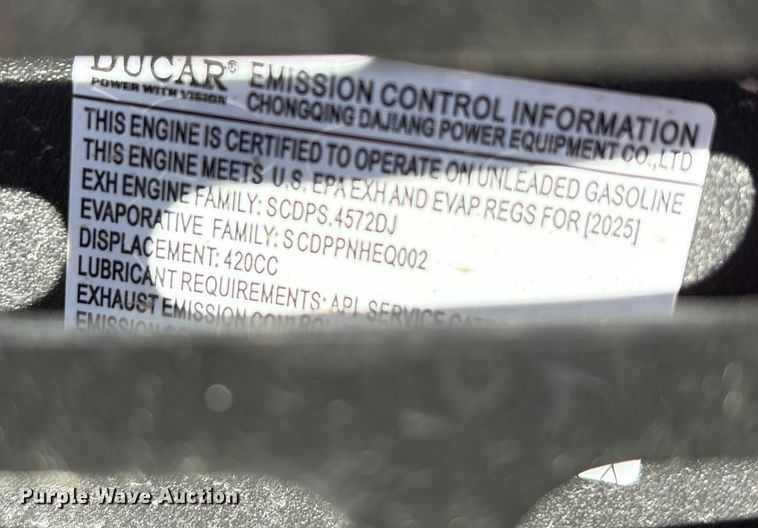 DUCAR®
POWER WITH VISION
EMISSION CONTROL INFORMATION
CHONGQING DAJIANG POWER EQUIPMENT CO.,LTD
THIS ENGINE IS CERTIFIED TO OPERATE ON UNLEADED GASOLINE
THIS ENGINE MEETS U.S. EPA EXH AND EVAP REGS FOR [2025]
EXH ENGINE FAMILY: SCDPS.4572DJ
EVAPORATIVE FAMILY: SCDPPNHEQ002
DISPLACEMENT: 420CC
LUBRICANT REQUIREMENTS: API SERVICE
EXHAUST EMISSION CONTROL
EMISSION
Purple Wave Auction